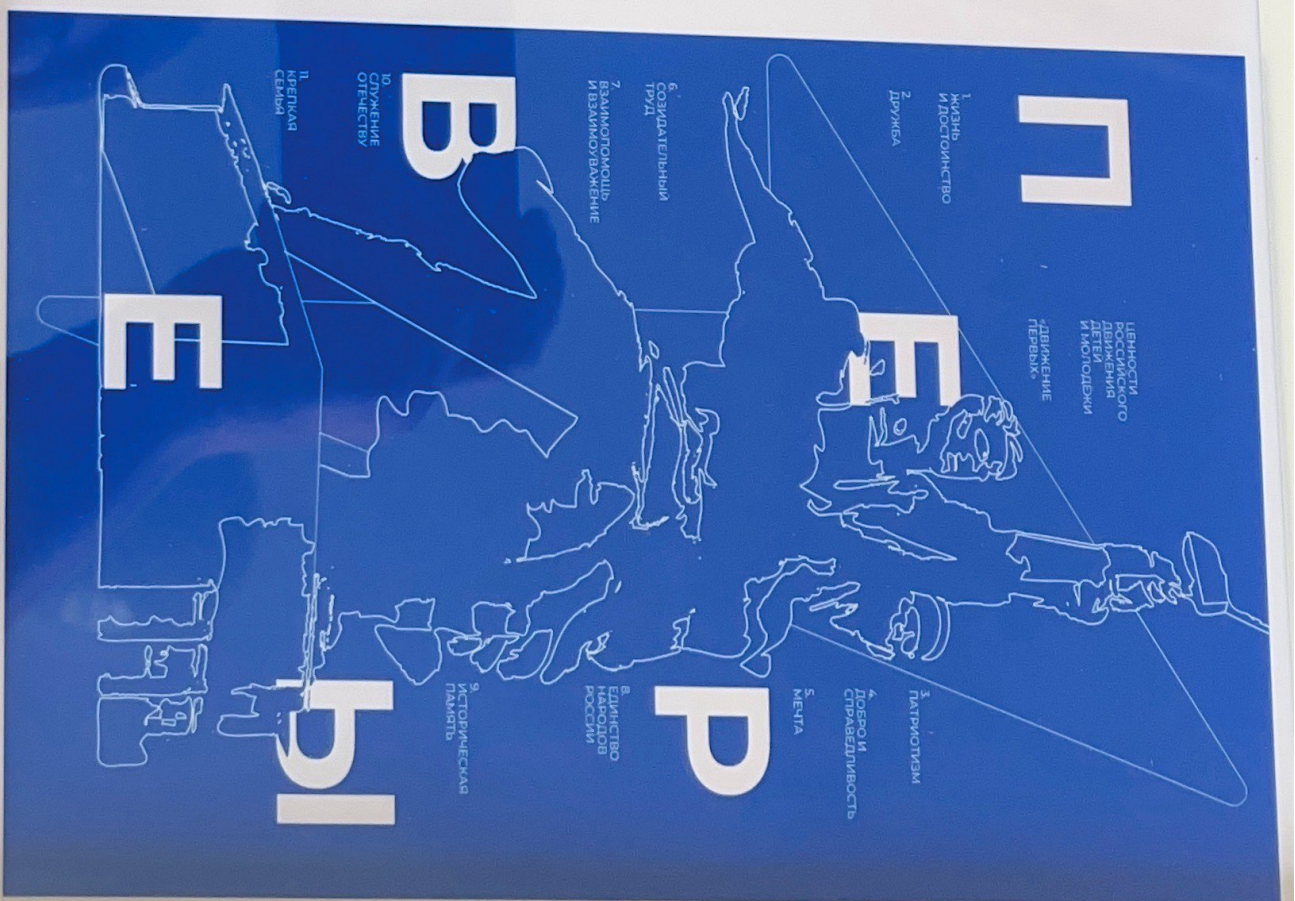 П
ЦЕННОСТИ
РОССИЙСКОГО
ДВИЖЕНИЯ
ДЕТЕЙ
И МОЛОДЁЖИ
«ДВИЖЕНИЕ
ПЕРВЫХ»
1.
ЖИЗНЬ
И ДОСТОИНСТВО
2.
ДРУЖБА
Е
3.
ПАТРИОТИЗМ
4.
ДОБРО И
СПРАВЕДЛИВОСТЬ
5.
МЕЧТА
Р
6.
СОЗИДАТЕЛЬНЫЙ
ТРУД
7.
ВЗАИМОПОМОЩЬ
И ВЗАИМОУВАЖЕНИЕ
8.
ЕДИНСТВО
НАРОДОВ
РОССИИ
В
9.
ИСТОРИЧЕСКАЯ
ПАМЯТЬ
10.
СЛУЖЕНИЕ
ОТЕЧЕСТВУ
11.
КРЕПКАЯ
СЕМЬЯ
Ы
Е